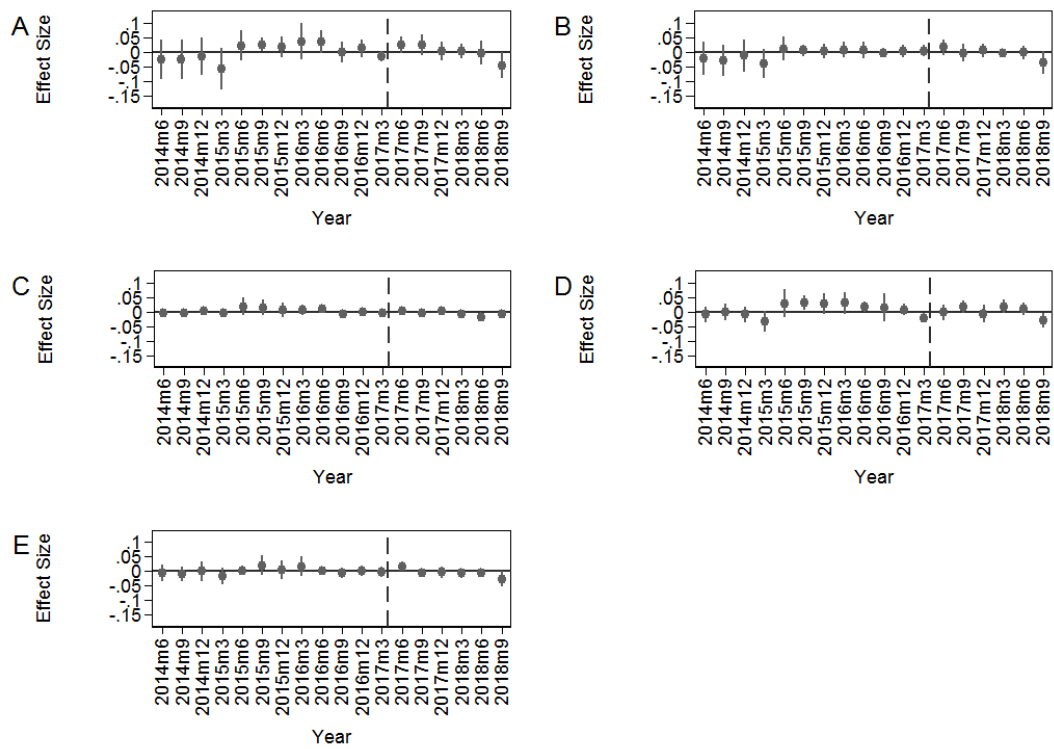 A
Effect Size
.1
.05
0
-.05
-.1
-.15
2014m6
2014m9
2014m12
2015m3
2015m6
2015m9
2015m12
2016m3
2016m6
2016m9
2016m12
2017m3
2017m6
2017m9
2017m12
2018m3
2018m6
2018m9
Year
B
Effect Size
.1
.05
0
-.05
-.1
-.15
2014m6
2014m9
2014m12
2015m3
2015m6
2015m9
2015m12
2016m3
2016m6
2016m9
2016m12
2017m3
2017m6
2017m9
2017m12
2018m3
2018m6
2018m9
Year
C
Effect Size
.1
.05
0
-.05
-.1
-.15
2014m6
2014m9
2014m12
2015m3
2015m6
2015m9
2015m12
2016m3
2016m6
2016m9
2016m12
2017m3
2017m6
2017m9
2017m12
2018m3
2018m6
2018m9
Year
D
Effect Size
.1
.05
0
-.05
-.1
-.15
2014m6
2014m9
2014m12
2015m3
2015m6
2015m9
2015m12
2016m3
2016m6
2016m9
2016m12
2017m3
2017m6
2017m9
2017m12
2018m3
2018m6
2018m9
Year
E
Effect Size
.1
.05
0
-.05
-.1
-.15
2014m6
2014m9
2014m12
2015m3
2015m6
2015m9
2015m12
2016m3
2016m6
2016m9
2016m12
2017m3
2017m6
2017m9
2017m12
2018m3
2018m6
2018m9
Year